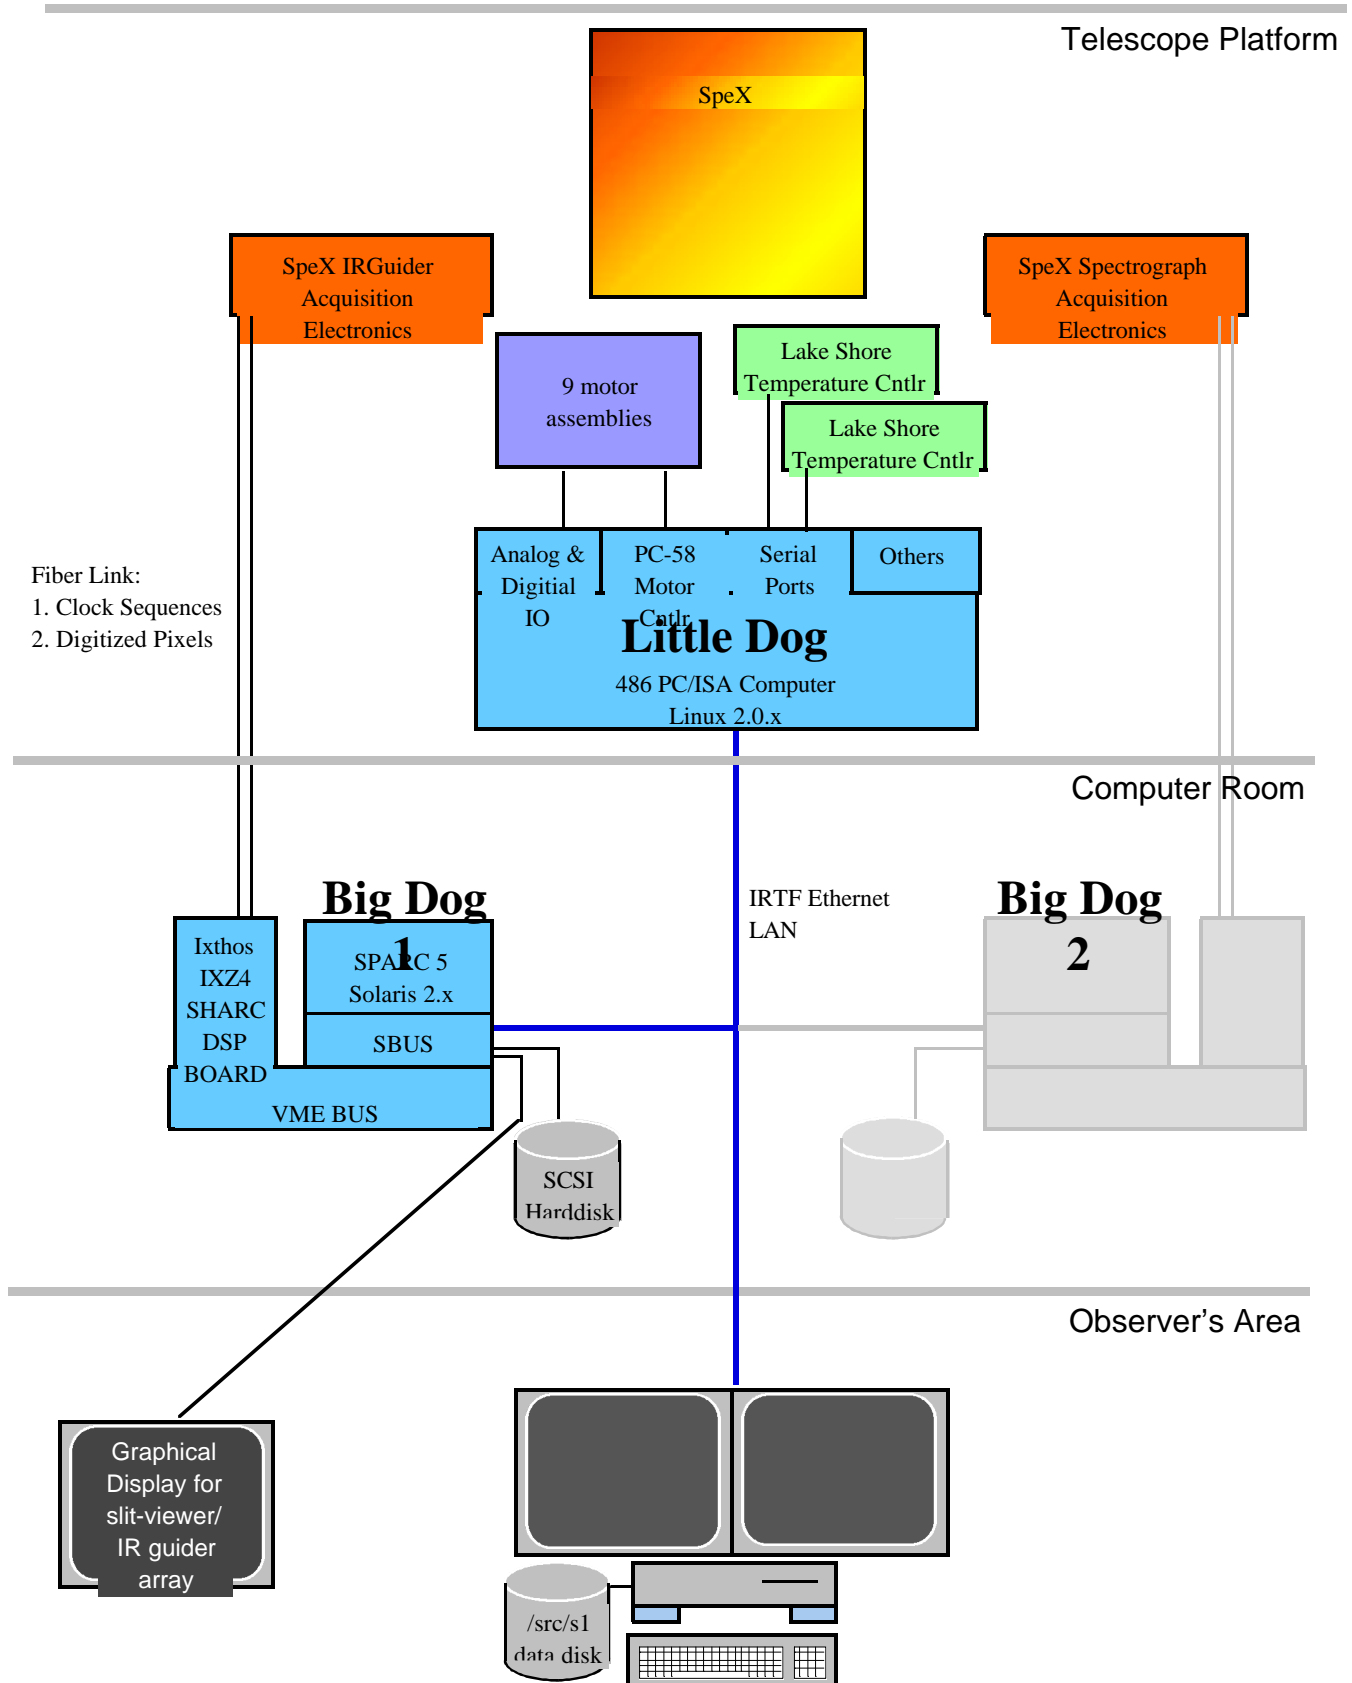 Telescope Platform
SpeX
SpeX IRGuider
Acquisition
Electronics
SpeX Spectrograph
Acquisition
Electronics
9 motor
assemblies
Lake Shore
Temperature Cntlr
Lake Shore
Temperature Cntlr
Fiber Link:
1. Clock Sequences
2. Digitized Pixels
Analog &
Digitial
IO
PC-58
Motor
Cntlr
Serial
Ports
Others
Little Dog
486 PC/ISA Computer
Linux 2.0.x
Computer Room
Big Dog
1
Ixthos
IXZ4
SHARC
DSP
BOARD
SPARC 5
Solaris 2.x
SBUS
VME BUS
IRTF Ethernet
LAN
Big Dog
2
SCSI
Harddisk
Observer's Area
Graphical
Display for
slit-viewer/
IR guider
array
/src/s1
data disk